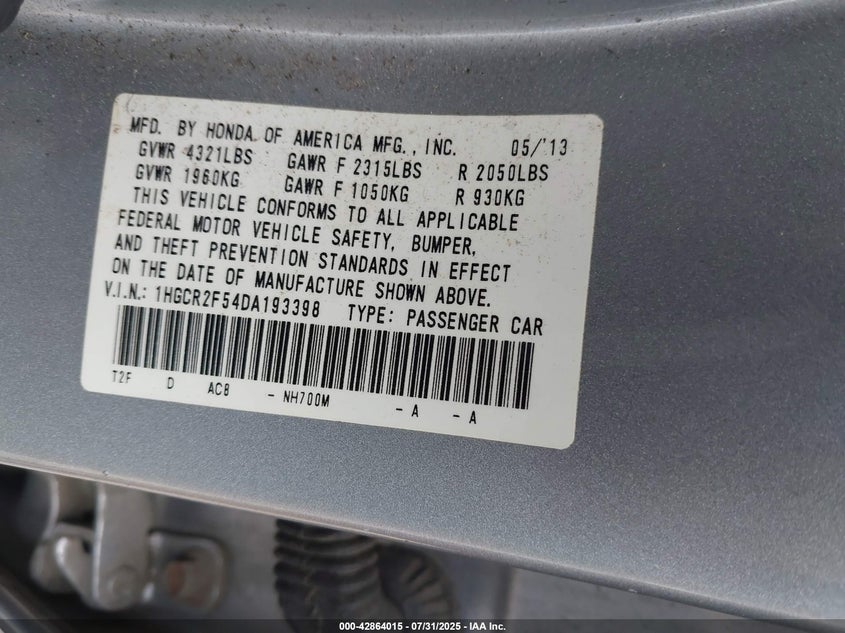 MFD. BY HONDA OF AMERICA MFG., INC. 05/'13
GVWR 4321LBS GAWR F 2315LBS R 2050LBS
GVWR 1960KG GAWR F 1050KG R 930KG
THIS VEHICLE CONFORMS TO ALL APPLICABLE
FEDERAL MOTOR VEHICLE SAFETY, BUMPER,
AND THEFT PREVENTION STANDARDS IN EFFECT
ON THE DATE OF MANUFACTURE SHOWN ABOVE.
V.I.N.: 1HGCR2F54DA193398 TYPE: PASSENGER CAR
T2F D AC8 - NH700M - A - A
000-42864015 - 07/31/2025 - IAA Inc.